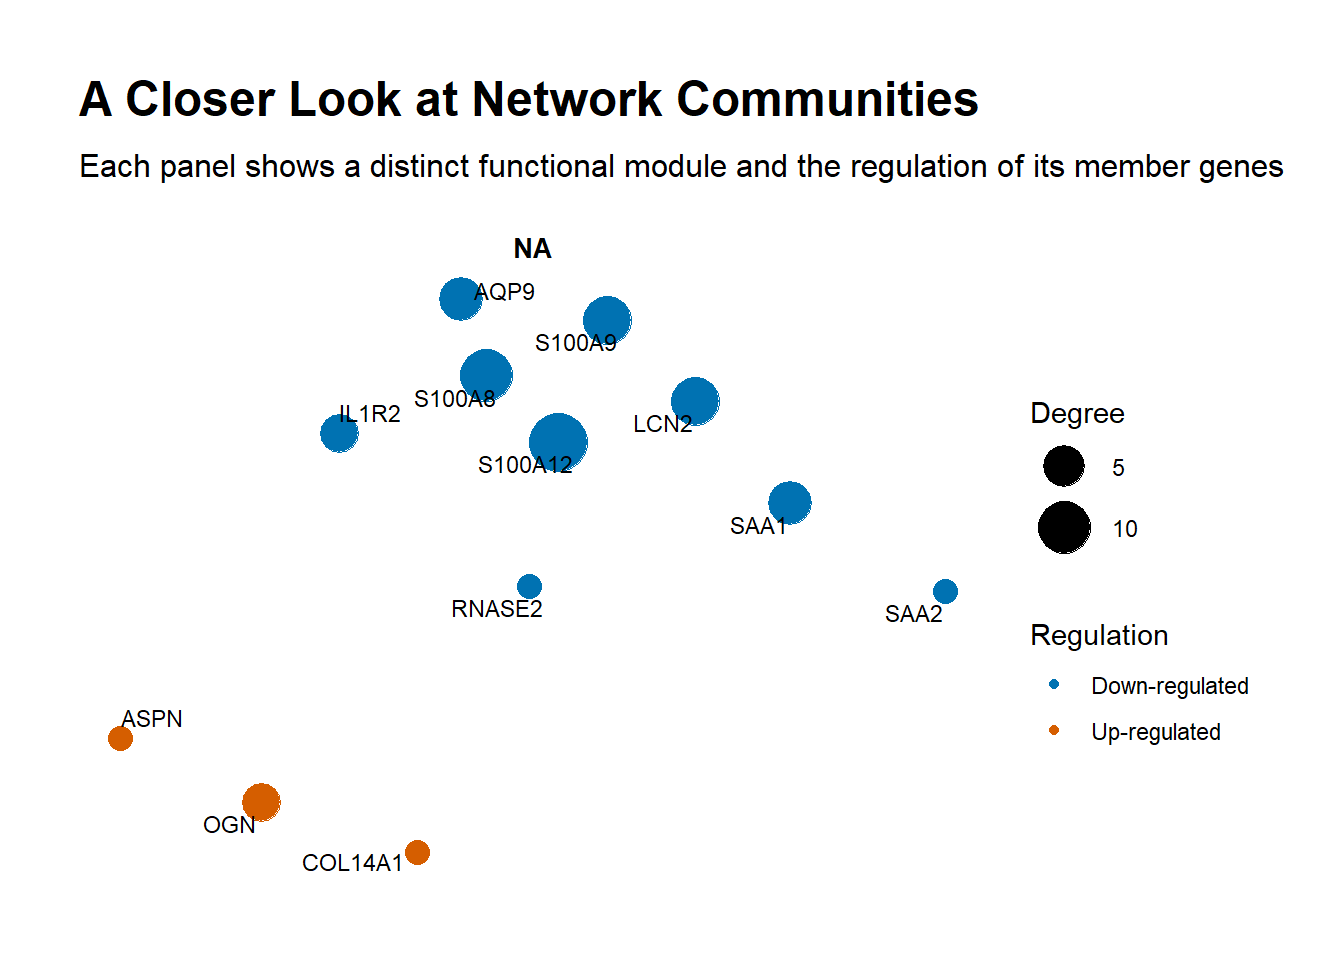 A Closer Look at Network Communities
Each panel shows a distinct functional module and the regulation of its member genes
NA
AQP9
S100A9
S100A8
IL1R2
LCN2
S100A12
SAA1
RNASE2
SAA2
ASPN
OGN
COL14A1
Degree
5
10
Regulation
Down-regulated
Up-regulated